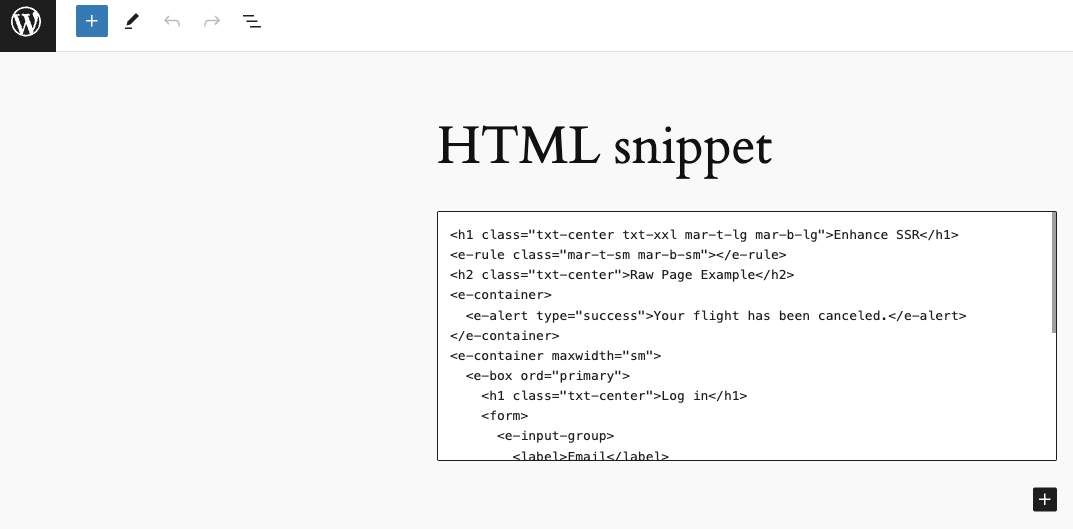 HTML snippet
<h1 class="txt-center txt-xxl mar-t-lg mar-b-lg">Enhance SSR</h1>
<e-rule class="mar-t-sm mar-b-sm"></e-rule>
<h2 class="txt-center">Raw Page Example</h2>
<e-container>
  <e-alert type="success">Your flight has been canceled.</e-alert>
</e-container>
<e-container maxwidth="sm">
  <e-box ord="primary">
    <h1 class="txt-center">Log in</h1>
    <form>
      <e-input-group>
        <label>Email</label>